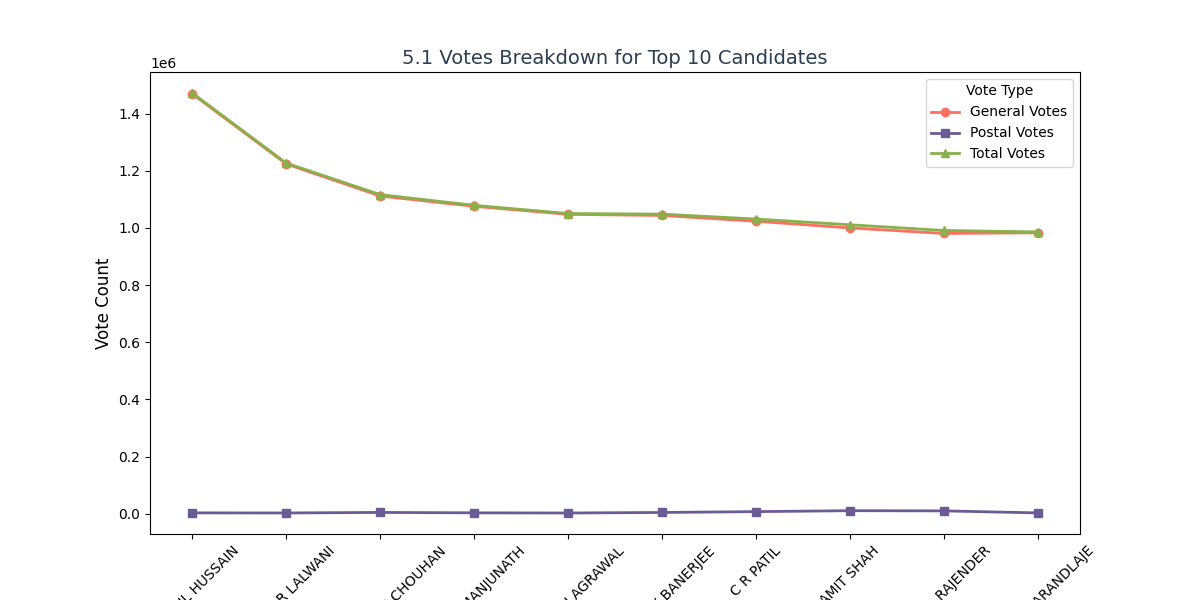 5.1 Votes Breakdown for Top 10 Candidates
1e6
Vote Type
General Votes
Postal Votes
Total Votes
1.4
1.2
1.0
0.8
0.6
0.4
0.2
0.0
Vote Count
HUSSAIN
LALWANI
CHOUHAN
MANJUNATH
AGRAWAL
BANERJEE
C R PATIL
AMIT SHAH
RAJENDER
ARANDLAJE